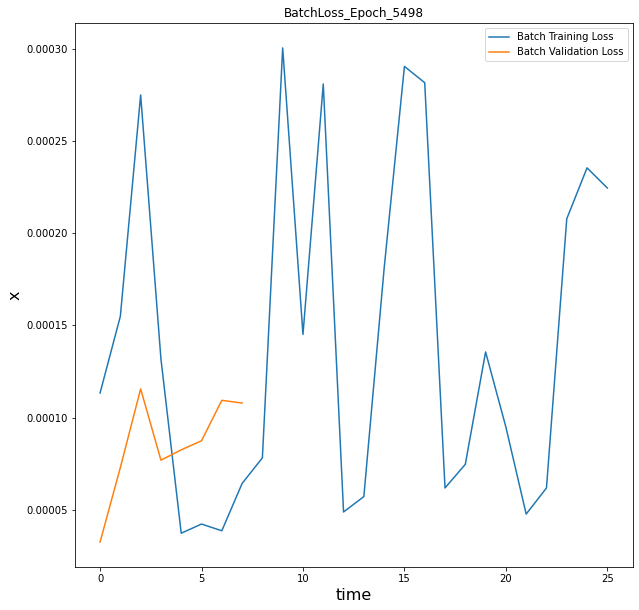 BatchLoss_Epoch_5498
Batch Training Loss
Batch Validation Loss
0.00030
0.00025
0.00020
0.00015
0.00010
0.00005
x
0 5 10 15 20 25
time